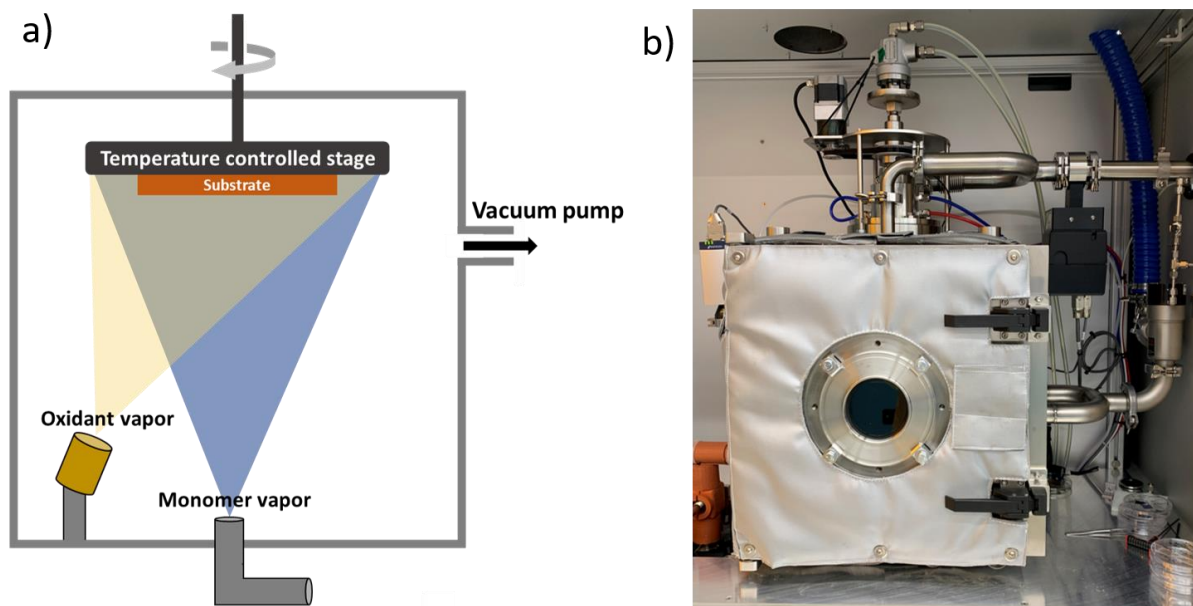 a)
b)
Temperature controlled stage
Substrate
Vacuum pump
Oxidant vapor
Monomer vapor